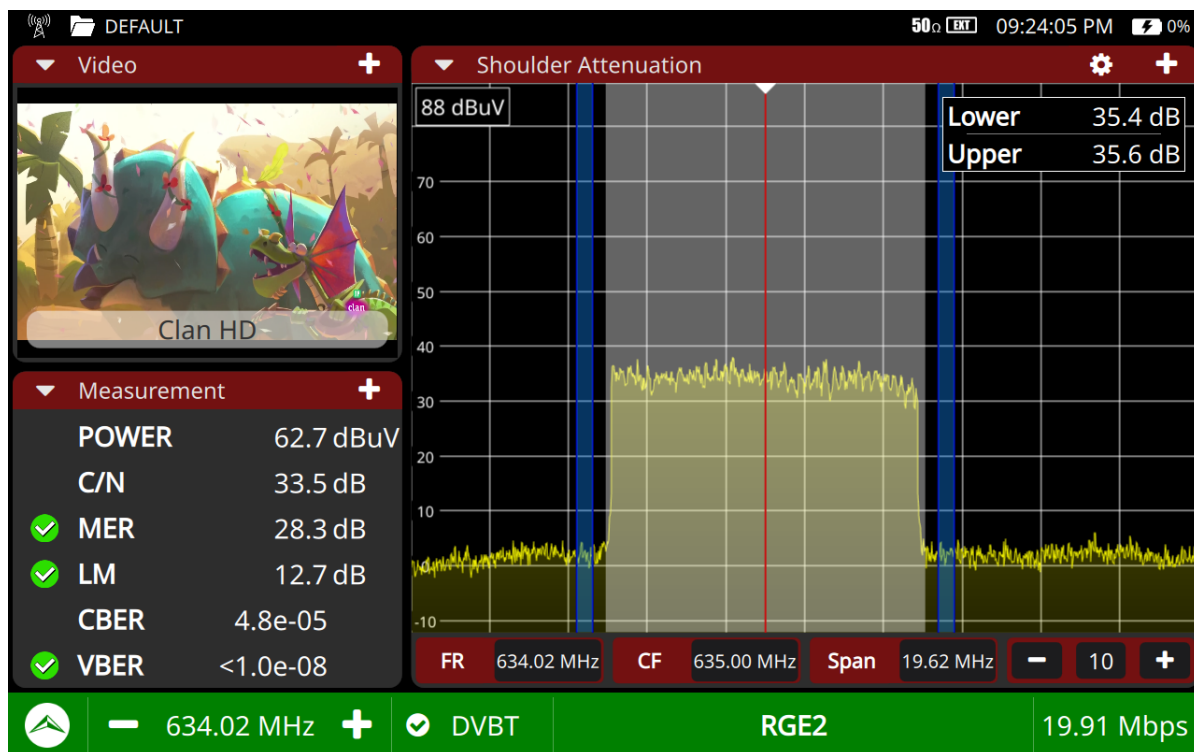 DEFAULT
50Ω EXT 09:24:05 PM 0%
Video
clan
Clan HD
Measurement
POWER 62.7 dBuV
C/N 33.5 dB
MER 28.3 dB
LM 12.7 dB
CBER 4.8e-05
VBER <1.0e-08
Shoulder Attenuation
88 dBuV
Lower 35.4 dB
Upper 35.6 dB
70
60
50
40
30
20
10
0
-10
FR 634.02 MHz CF 635.00 MHz Span 19.62 MHz − 10 +
− 634.02 MHz + DVBT RGE2 19.91 Mbps